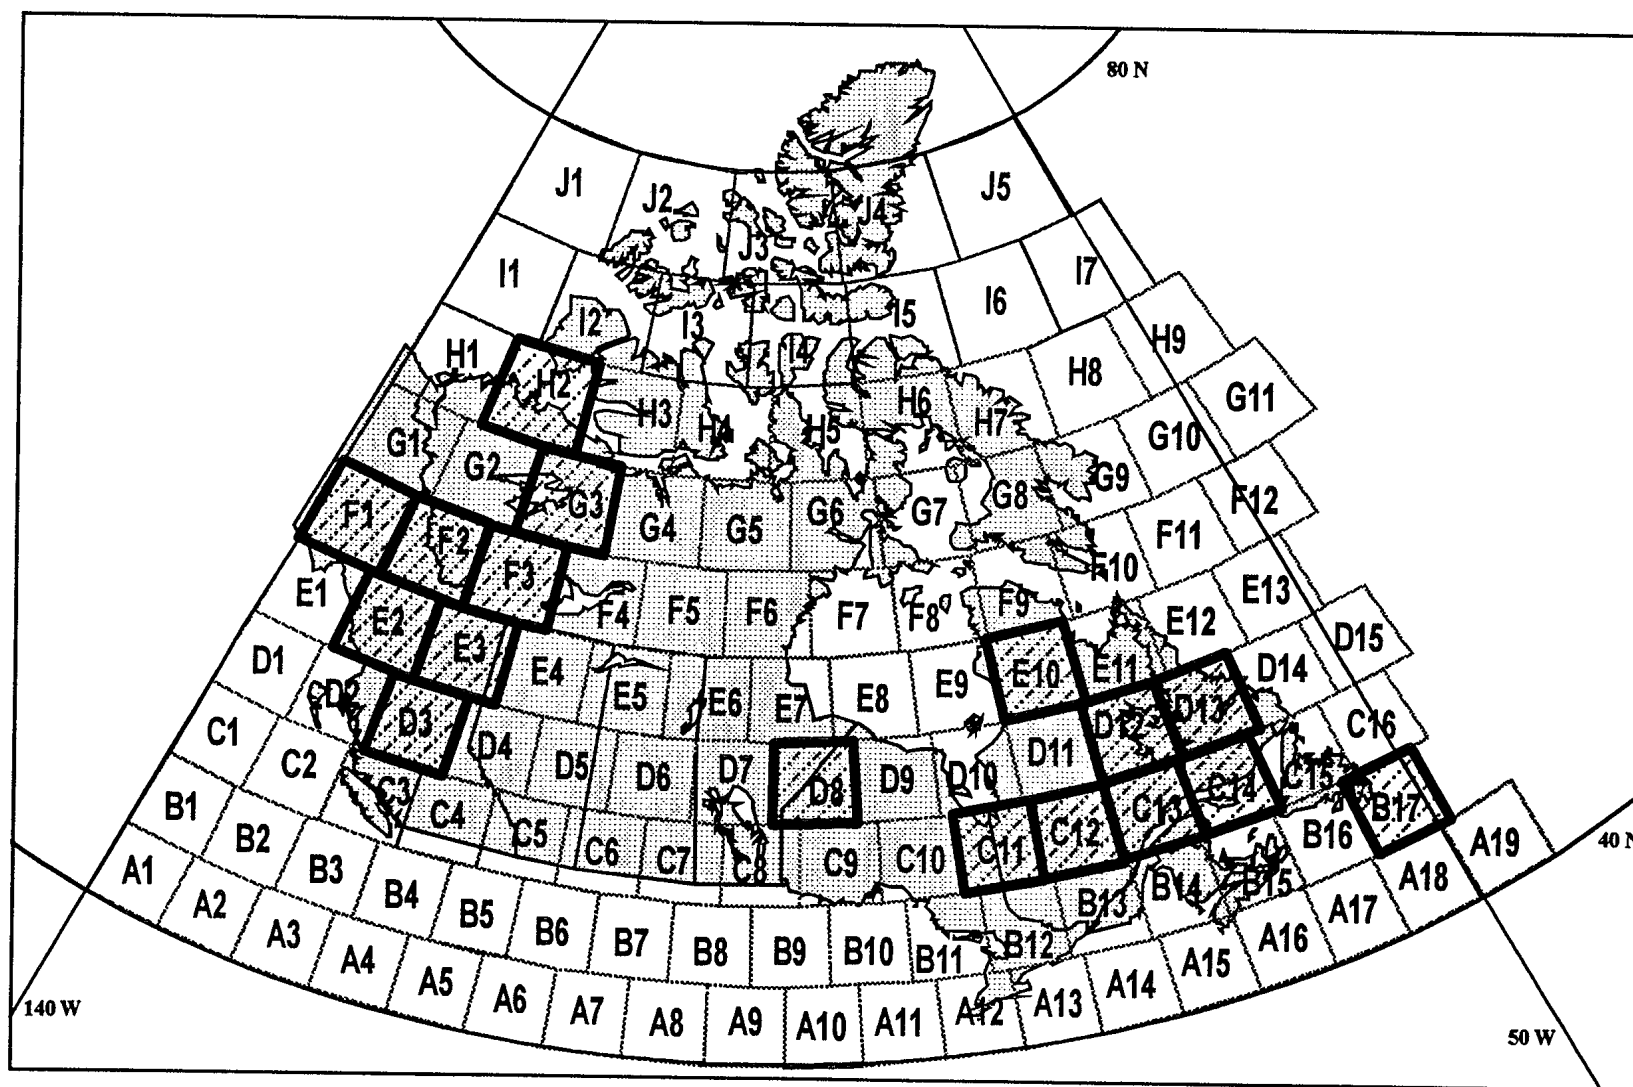 80 N
J1 J2 J3 J4 J5
I1 I2 I3 I4 I5 I6 I7
H1 H2 H3 H4 H5 H6 H7 H8 H9
G1 G2 G3 G4 G5 G6 G7 G8 G9 G10 G11
F1 F2 F3 F4 F5 F6 F7 F8 F9 F10 F11 F12
E1 E2 E3 E4 E5 E6 E7 E8 E9 E10 E11 E12 E13
D1 D2 D3 D4 D5 D6 D7 D8 D9 D10 D11 D12 D13 D14 D15
C1 C2 C3 C4 C5 C6 C7 C8 C9 C10 C11 C12 C13 C14 C15 C16
B1 B2 B3 B4 B5 B6 B7 B8 B9 B10 B11 B12 B13 B14 B15 B16 B17
A1 A2 A3 A4 A5 A6 A7 A8 A9 A10 A11 A12 A13 A14 A15 A16 A17 A18 A19
40 N
140 W
50 W